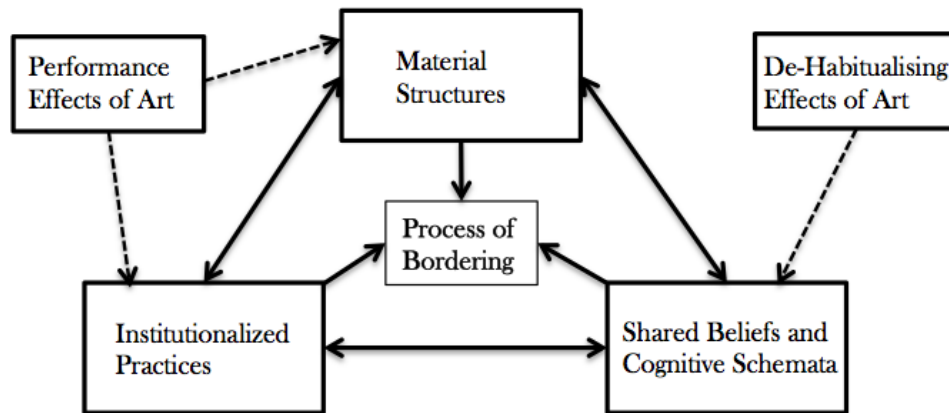 Performance
Effects of Art
Material
Structures
De-Habitualising
Effects of Art
Process of
Bordering
Institutionalized
Practices
Shared Beliefs and
Cognitive Schemata